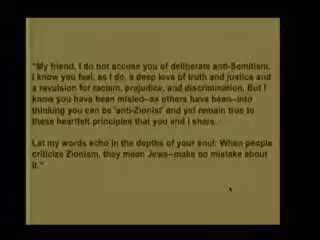 "My friend, I do not accuse you of deliberate anti-Semitism.
I know you feel, as I do, a deep love of truth and justice and
a revulsion for racism, prejudice, and discrimination. But I
know you have been misled--as others have been--into
thinking you can be 'anti-Zionist' and yet remain true to
these heartfelt principles that you and I share.
Let my words echo in the depths of your soul: When people
criticize Zionism, they mean Jews--make no mistake about
it."